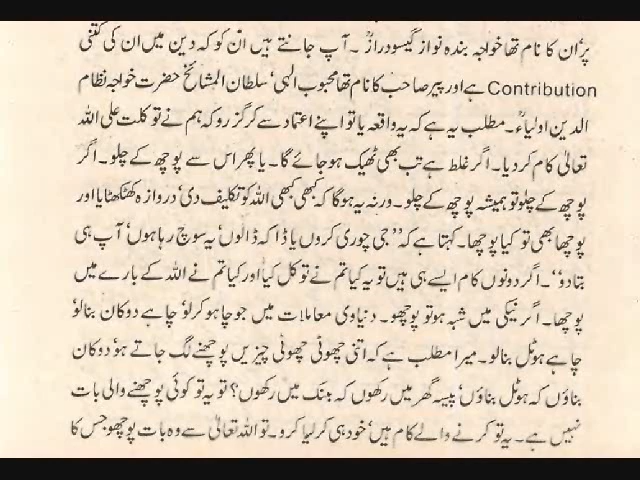 پر‘ ان کا نام تھا خواجہ بندہ نواز گیسو درازؒ ۔ آپ جانتے ہیں ان کو کہ دین میں ان کی کتنی
Contribution ہے اور پیر صاحب کا نام تھا محبوب الٰہی‘ سلطان المشائخ حضرت خواجہ نظام
الدین اولیاءؒ۔ مطلب یہ ہے کہ یہ واقعہ یا تو اپنے اعتماد سے کر گزرو کہ ہم نے توکلت علی اللہ
تعالیٰ کام کر دیا۔ اگر غلط ہے تب بھی ٹھیک ہو جائے گا۔ یا پھر اس سے پوچھ کے چلو۔ اگر
پوچھ کے چلو تو ہمیشہ پوچھ کے چلو۔ ورنہ یہ ہو گا کہ کبھی کبھی اللہ کو تکلیف دی‘ دروازہ کھٹکھٹایا اور
پوچھا بھی تو کیا پوچھا۔ کہتا ہے کہ ’’جی چوری کروں یا ڈاکہ ڈالوں‘ یہ سوچ رہا ہوں‘ آپ ہی
بتا دو‘‘۔ اگر دونوں کام ایسے ہی ہیں تو یہ کیا تم نے توکل کیا اور کیا تم نے اللہ کے بارے میں
پوچھا۔ اگر نیکی میں شبہ ہو تو پوچھو۔ دنیاوی معاملات میں جو چاہو کر لو‘ چاہے دوکان بنا لو‘
چاہے ہوٹل بنا لو۔ میرا مطلب ہے کہ اتنی چھوٹی چھوٹی چیزیں پوچھنے لگ جاتے ہو‘ دوکان
بناؤں کہ ہوٹل بناؤں‘ پیسہ گھر میں رکھوں کہ بینک میں رکھوں؟ تو یہ تو کوئی پوچھنے والی بات
نہیں ہے۔ یہ تو کرنے والے کام ہیں‘ خود ہی کر لیا کرو۔ تو اللہ تعالیٰ سے وہ بات پوچھو جس کا